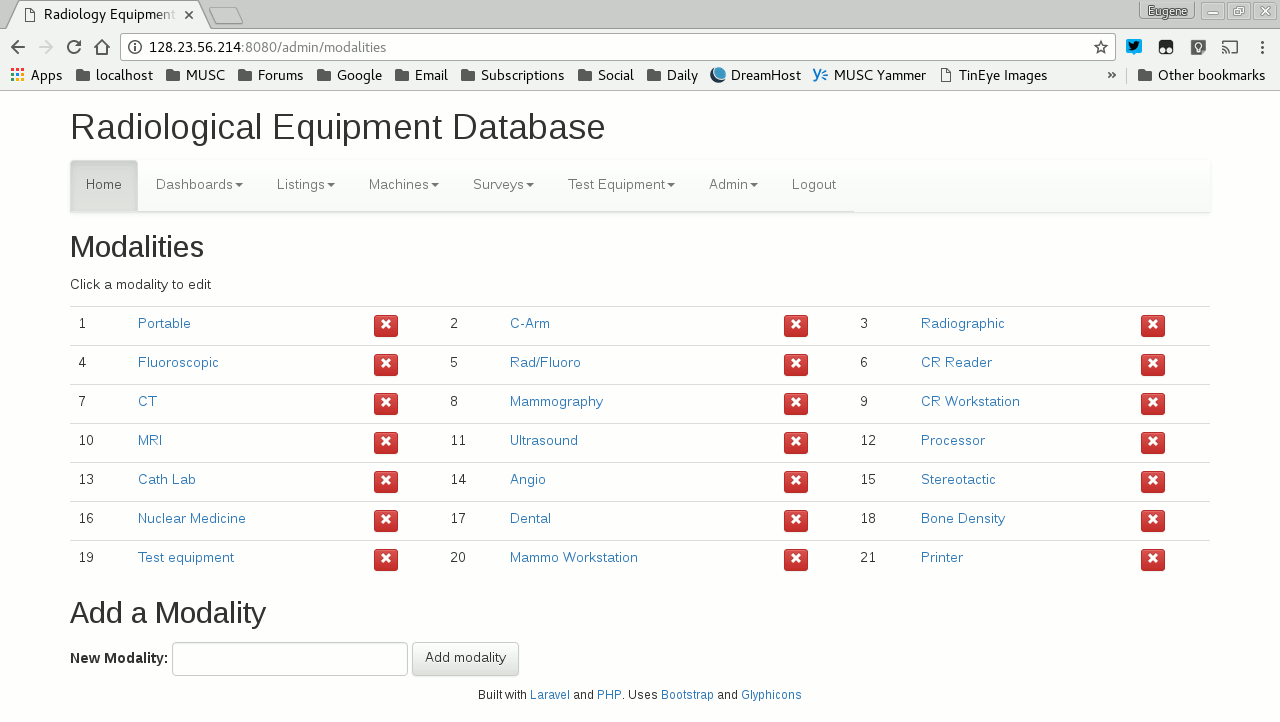 Radiology Equipment
Eugene
128.23.56.214:8080/admin/modalities
Apps localhost MUSC Forums Google Email Subscriptions Social Daily DreamHost MUSC Yammer TinEye Images » Other bookmarks
Radiological Equipment Database
Home Dashboards Listings Machines Surveys Test Equipment Admin Logout
Modalities
Click a modality to edit
1 Portable 2 C-Arm 3 Radiographic
4 Fluoroscopic 5 Rad/Fluoro 6 CR Reader
7 CT 8 Mammography 9 CR Workstation
10 MRI 11 Ultrasound 12 Processor
13 Cath Lab 14 Angio 15 Stereotactic
16 Nuclear Medicine 17 Dental 18 Bone Density
19 Test equipment 20 Mammo Workstation 21 Printer
Add a Modality
New Modality: Add modality
Built with Laravel and PHP. Uses Bootstrap and Glyphicons